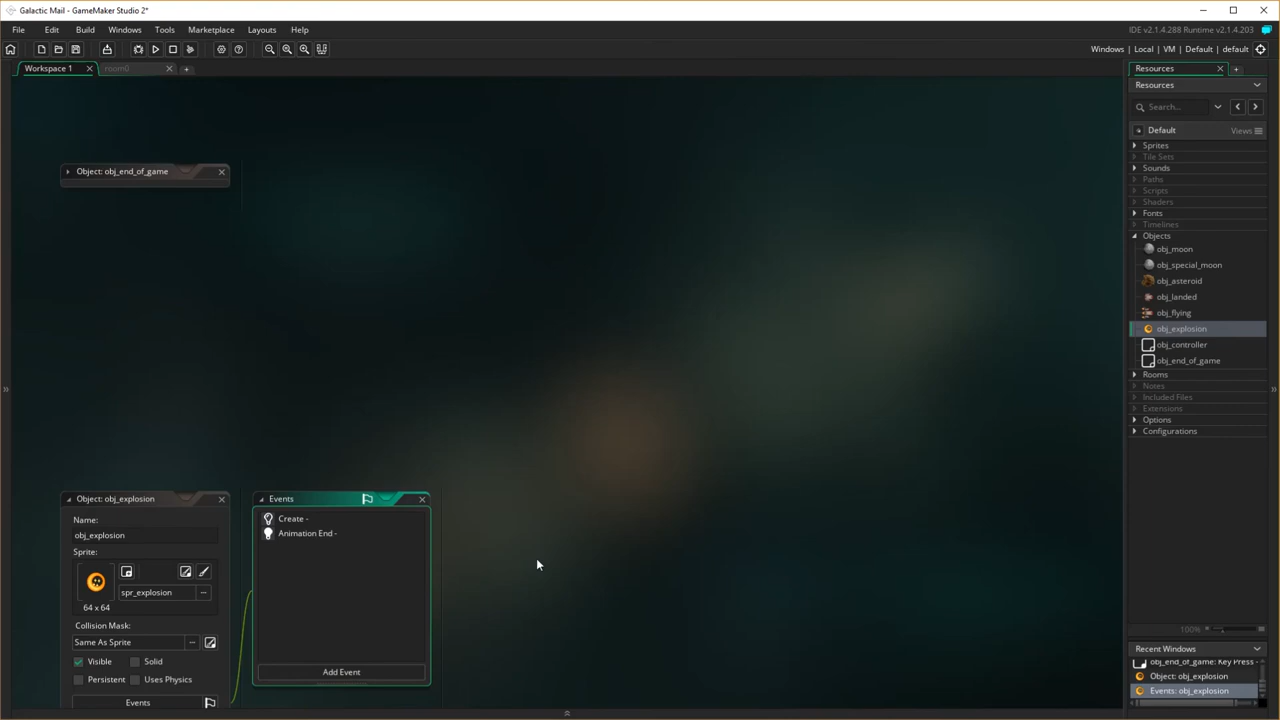 Galactic Mail - GameMaker Studio 2*
File Edit Build Windows Tools Marketplace Layouts Help
IDE v2.1.4.288 Runtime v2.1.4.203
Windows | Local | VM | Default | default
Workspace 1 room0
Resources
Resources
Search...
Default Views
Sprites
Tile Sets
Sounds
Paths
Scripts
Shaders
Fonts
Timelines
Objects
obj_moon
obj_special_moon
obj_asteroid
obj_landed
obj_flying
obj_explosion
obj_controller
obj_end_of_game
Rooms
Notes
Included Files
Extensions
Options
Configurations
100%
Recent Windows
obj_end_of_game: Key Press -
Object: obj_explosion
Events: obj_explosion
Object: obj_end_of_game
Object: obj_explosion
Name:
obj_explosion
Sprite:
spr_explosion ...
64 x 64
Collision Mask:
Same As Sprite ...
Visible Solid
Persistent Uses Physics
Events
Events
Create -
Animation End -
Add Event